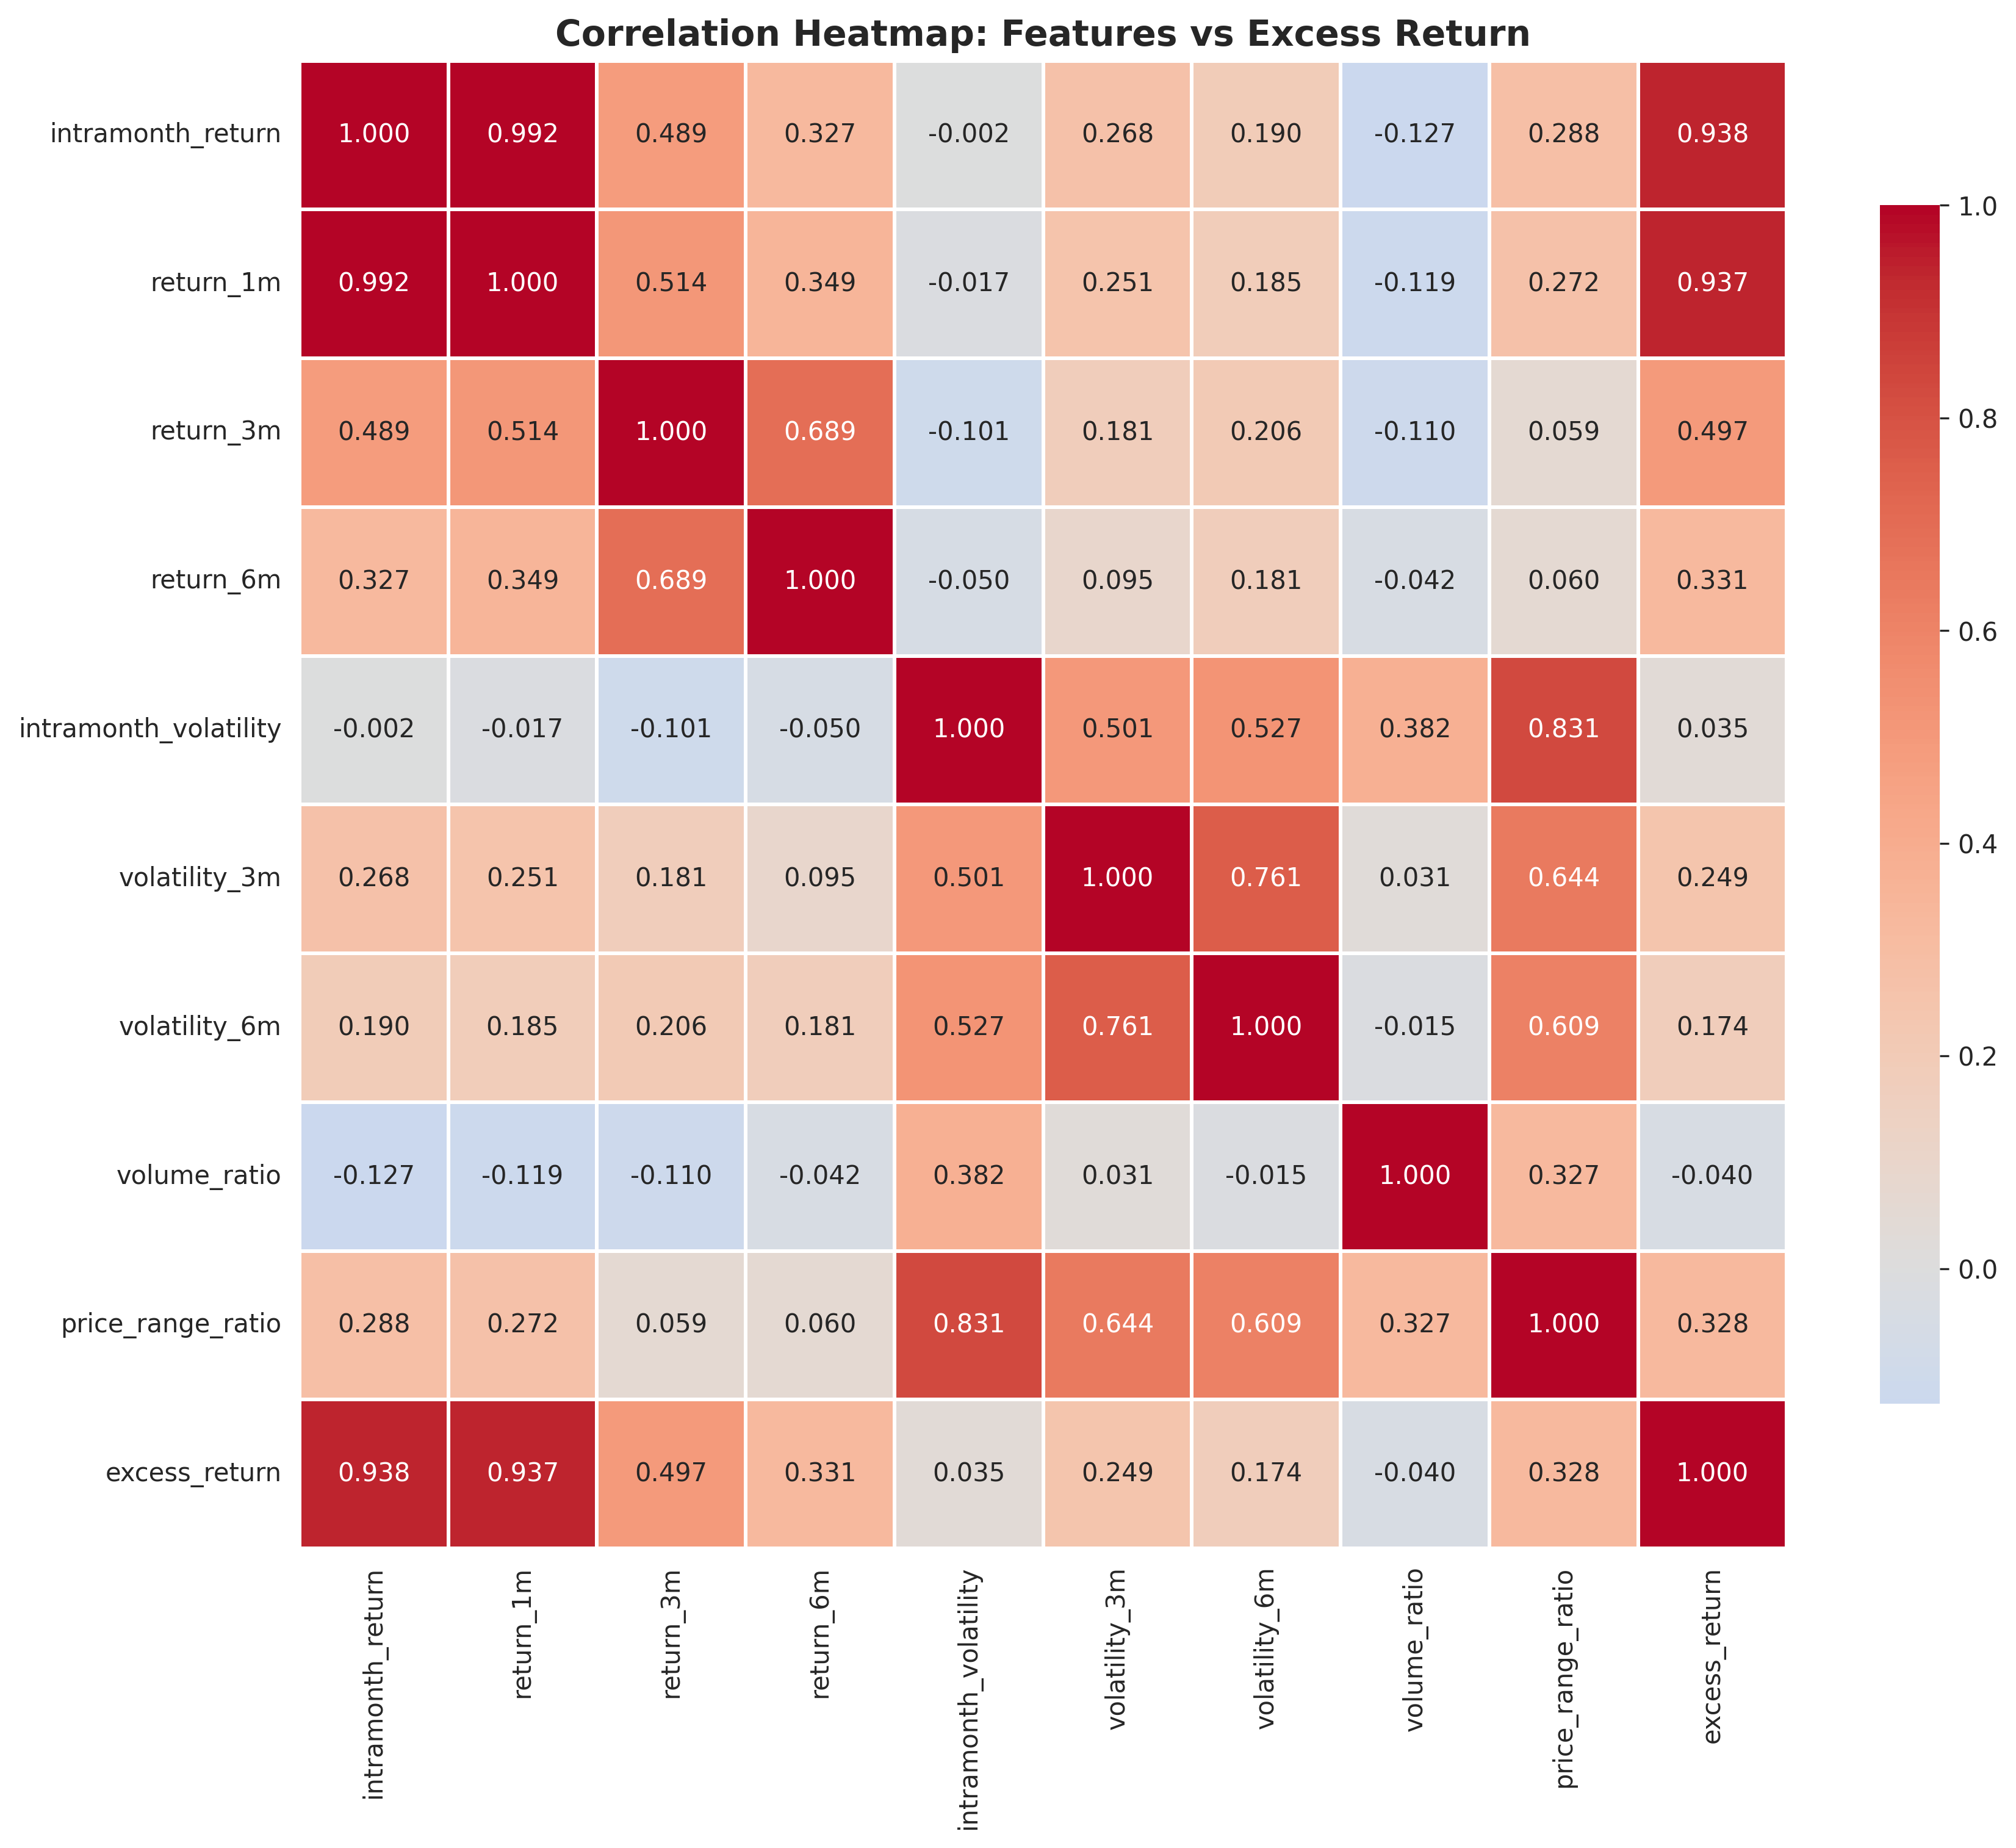 Correlation Heatmap: Features vs Excess Return
intramonth_return 1.000 0.992 0.489 0.327 -0.002 0.268 0.190 -0.127 0.288 0.938
return_1m 0.992 1.000 0.514 0.349 -0.017 0.251 0.185 -0.119 0.272 0.937
return_3m 0.489 0.514 1.000 0.689 -0.101 0.181 0.206 -0.110 0.059 0.497
return_6m 0.327 0.349 0.689 1.000 -0.050 0.095 0.181 -0.042 0.060 0.331
intramonth_volatility -0.002 -0.017 -0.101 -0.050 1.000 0.501 0.527 0.382 0.831 0.035
volatility_3m 0.268 0.251 0.181 0.095 0.501 1.000 0.761 0.031 0.644 0.249
volatility_6m 0.190 0.185 0.206 0.181 0.527 0.761 1.000 -0.015 0.609 0.174
volume_ratio -0.127 -0.119 -0.110 -0.042 0.382 0.031 -0.015 1.000 0.327 -0.040
price_range_ratio 0.288 0.272 0.059 0.060 0.831 0.644 0.609 0.327 1.000 0.328
excess_return 0.938 0.937 0.497 0.331 0.035 0.249 0.174 -0.040 0.328 1.000
intramonth_return
return_1m
return_3m
return_6m
intramonth_volatility
volatility_3m
volatility_6m
volume_ratio
price_range_ratio
excess_return
1.0
0.8
0.6
0.4
0.2
0.0